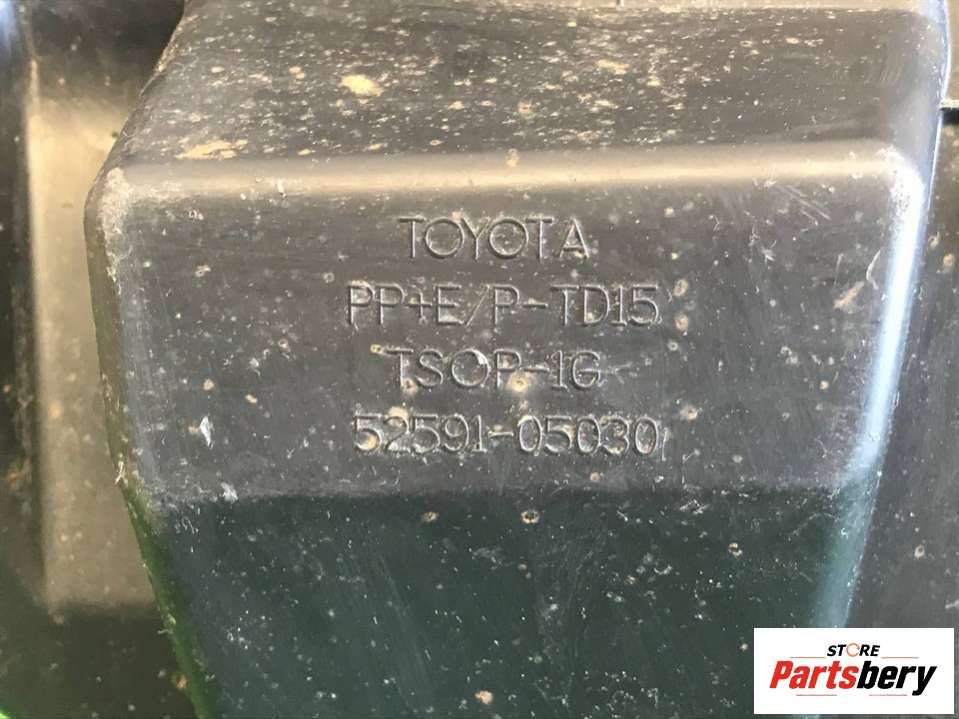 TOYOTA
PP+E/P-TD15
TSOP-1G
52591-05030
STORE
Partsbery